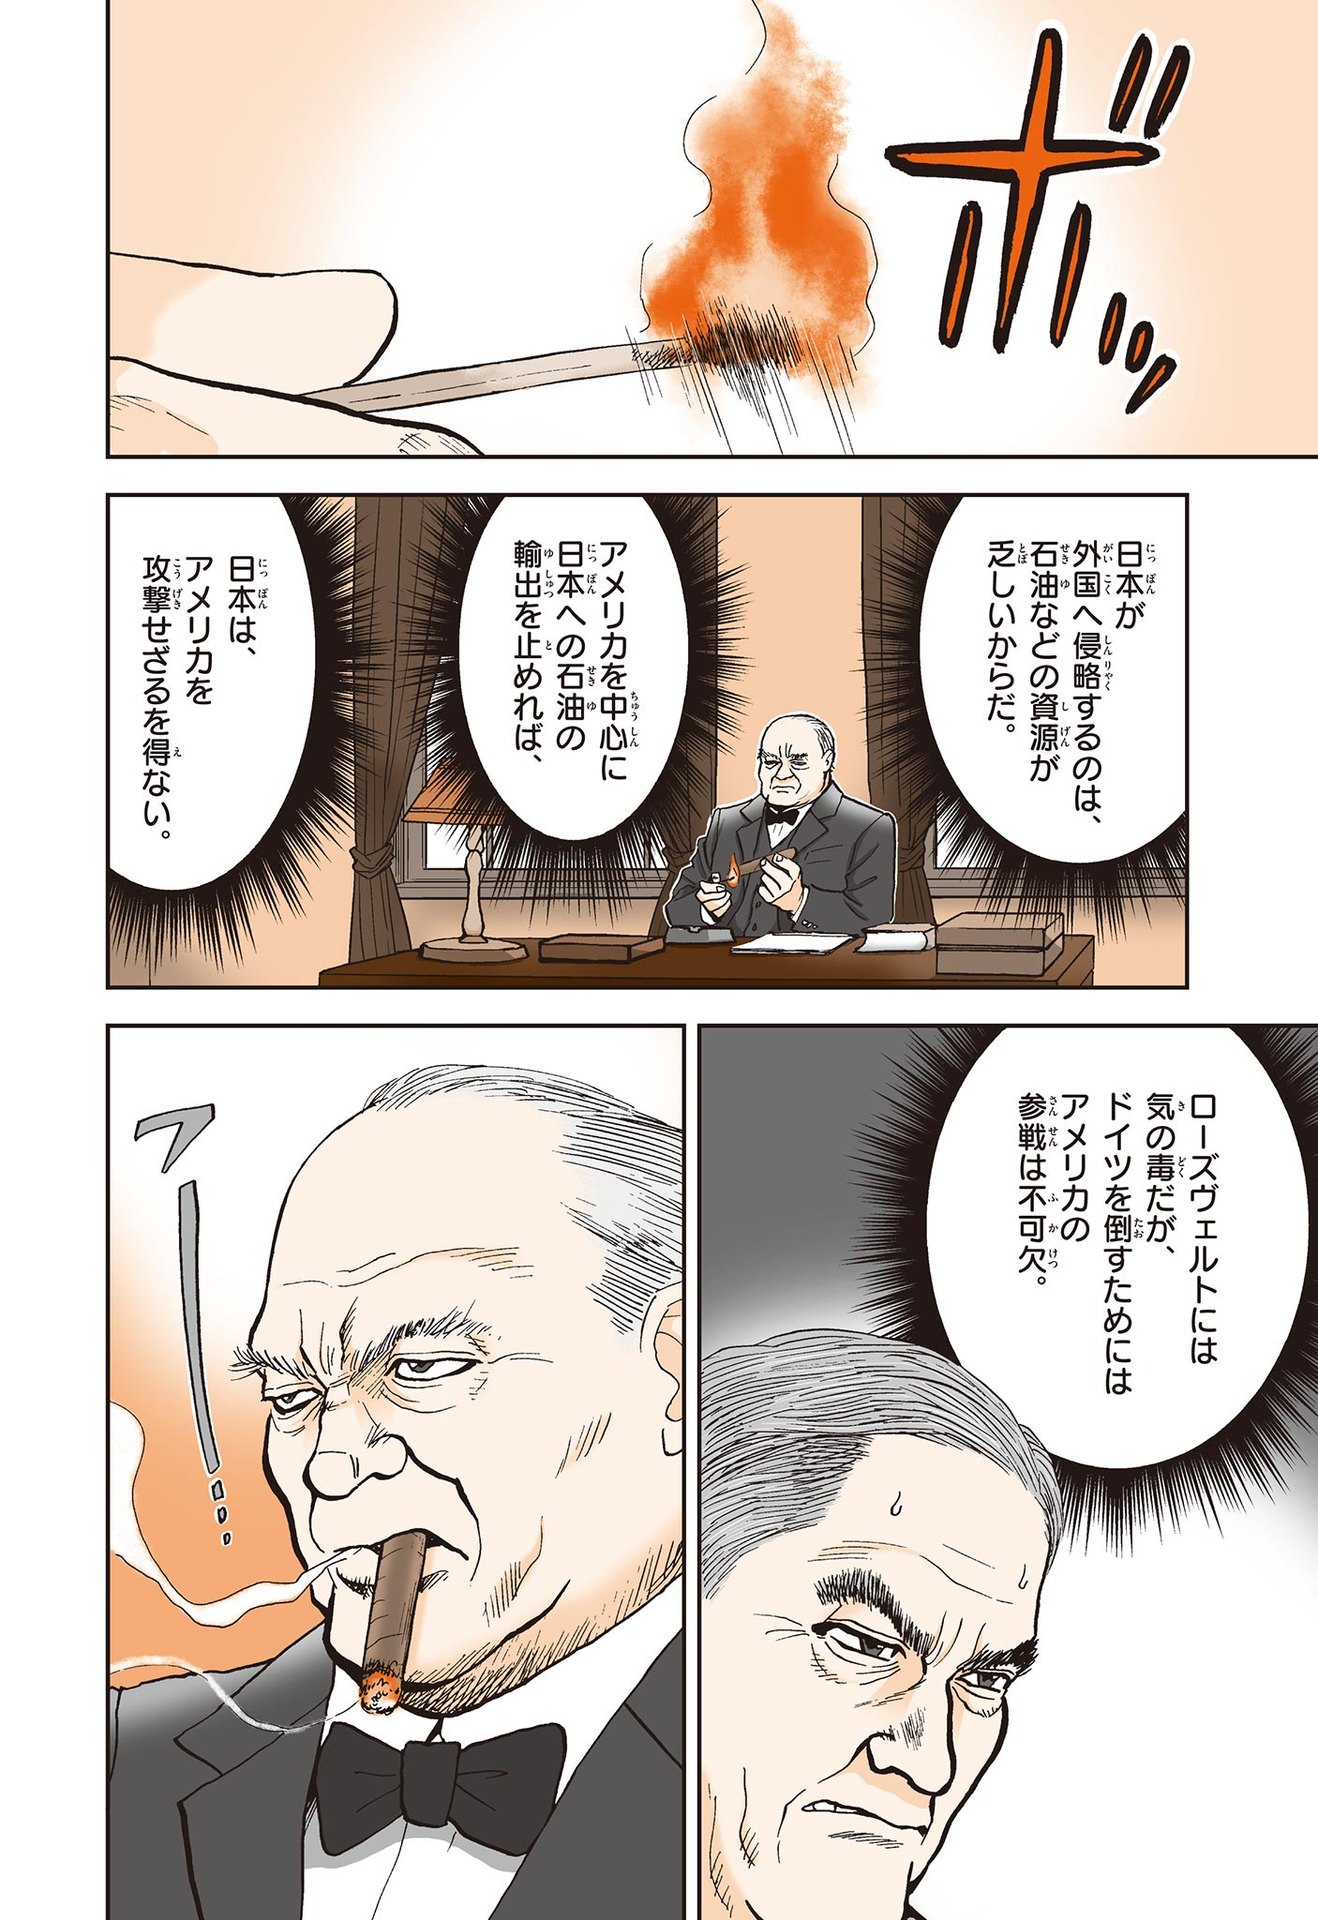 ボッ
日本が
外国へ侵略するのは、
石油などの資源が
乏しいからだ。
アメリカを中心に
日本への石油の
輸出を止めれば、
日本は、
アメリカを
攻撃せざるを得ない。
ローズヴェルトには
気の毒だが、
ドイツを倒すためには
アメリカの
参戦は不可欠。
フー…